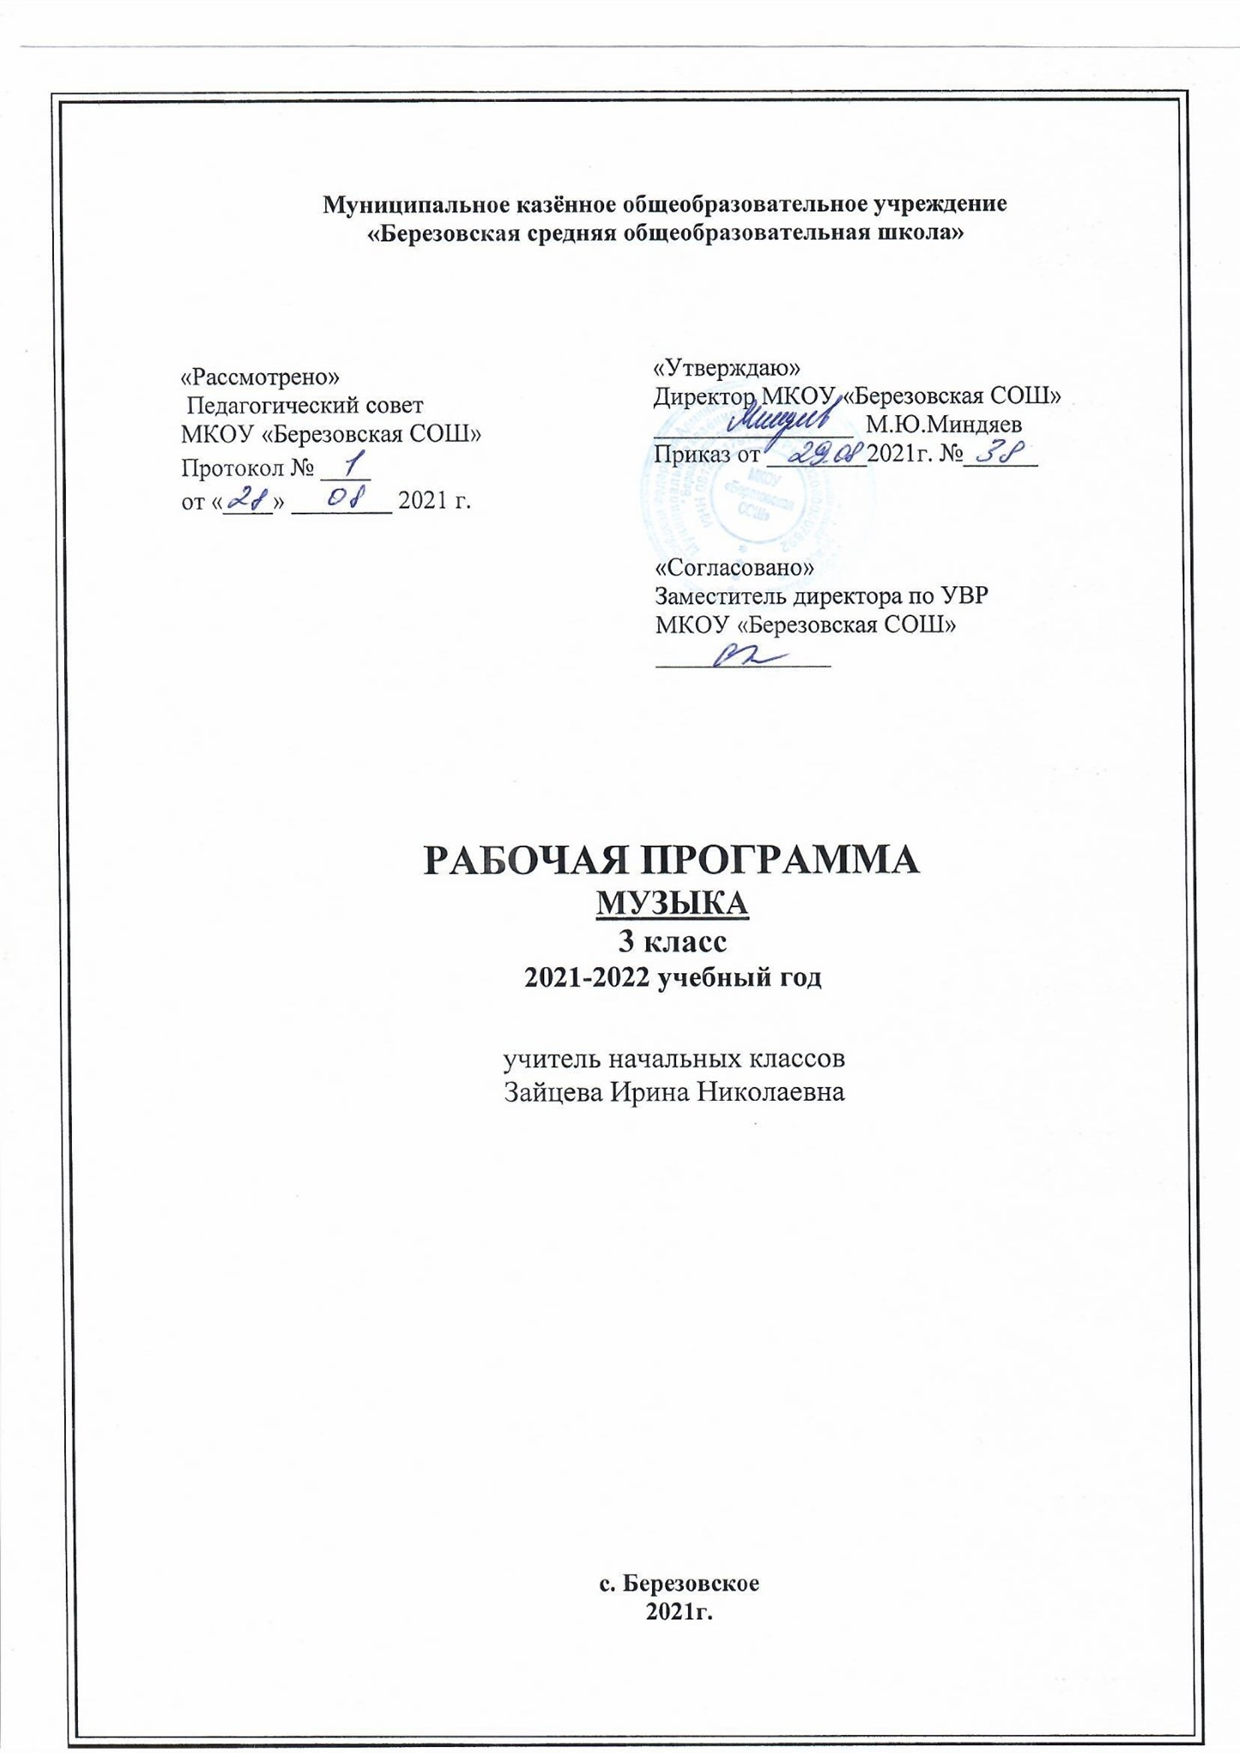 Муниципальное казённое общеобразовательное учреждение
«Березовская средняя общеобразовательная школа»
«Рассмотрено»
Педагогический совет
МКОУ «Березовская СОШ»
Протокол № 1
от «28» 08 2021 г.
«Утверждаю»
Директор МКОУ «Березовская СОШ»
М.Ю.Миндяев
Приказ от 29.08 2021г. № 38
МКОУ
«Березовская
СОШ»
«Согласовано»
Заместитель директора по УВР
МКОУ «Березовская СОШ»
РАБОЧАЯ ПРОГРАММА
МУЗЫКА
3 класс
2021-2022 учебный год
учитель начальных классов
Зайцева Ирина Николаевна
с. Березовское
2021г.